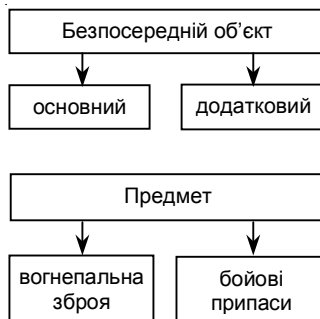 Безпосередній об’єкт
основний
додатковий
Предмет
вогнепальна
зброя
бойові
припаси